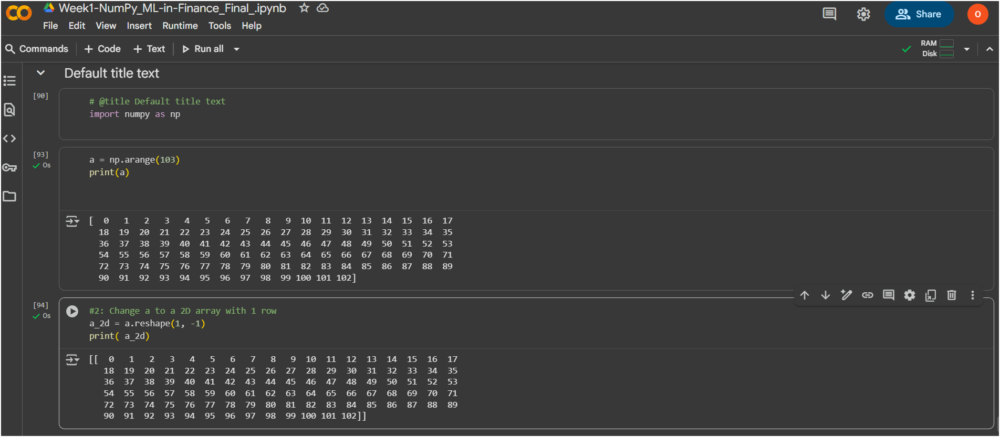 Week1-NumPy_ML-in-Finance_Final_.ipynb
File Edit View Insert Runtime Tools Help
Share
O
Commands + Code + Text Run all
RAM
Disk
Default title text
[90]
# @title Default title text
import numpy as np
[93]
0s
a = np.arange(103)
print(a)
[ 0 1 2 3 4 5 6 7 8 9 10 11 12 13 14 15 16 17
18 19 20 21 22 23 24 25 26 27 28 29 30 31 32 33 34 35
36 37 38 39 40 41 42 43 44 45 46 47 48 49 50 51 52 53
54 55 56 57 58 59 60 61 62 63 64 65 66 67 68 69 70 71
72 73 74 75 76 77 78 79 80 81 82 83 84 85 86 87 88 89
90 91 92 93 94 95 96 97 98 99 100 101 102]
[94]
0s
#2: Change a to a 2D array with 1 row
a_2d = a.reshape(1, -1)
print( a_2d)
[[ 0 1 2 3 4 5 6 7 8 9 10 11 12 13 14 15 16 17
18 19 20 21 22 23 24 25 26 27 28 29 30 31 32 33 34 35
36 37 38 39 40 41 42 43 44 45 46 47 48 49 50 51 52 53
54 55 56 57 58 59 60 61 62 63 64 65 66 67 68 69 70 71
72 73 74 75 76 77 78 79 80 81 82 83 84 85 86 87 88 89
90 91 92 93 94 95 96 97 98 99 100 101 102]]